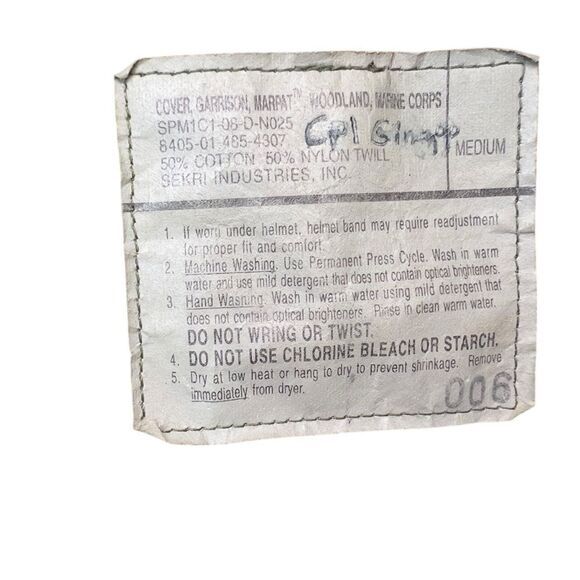 COVER, GARRISON, MARPAT™, WOODLAND, MARINE CORPS
SPM1C1-06-D-N025
8405-01-485-4307
Cpl
MEDIUM
50% COTTON 50% NYLON TWILL
SEKRI INDUSTRIES, INC.
1. If worn under helmet, helmet band may require readjustment
for proper fit and comfort.
2. Machine Washing. Use Permanent Press Cycle. Wash in warm
water and use mild detergent that does not contain optical brighteners.
3. Hand Washing. Wash in warm water using mild detergent that
does not contain optical brighteners. Rinse in clean warm water.
DO NOT WRING OR TWIST.
4. DO NOT USE CHLORINE BLEACH OR STARCH.
5. Dry at low heat or hang to dry to prevent shrinkage. Remove
immediately from dryer.
006